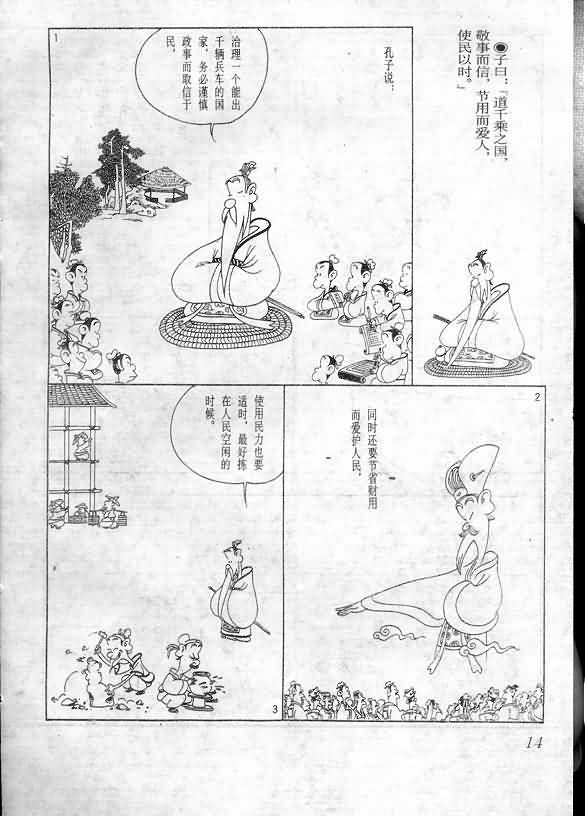 ◉子曰：「道千乘之国，
敬事而信，节用而爱人，
使民以时。」
1
孔子说：
治理一个能出
千辆兵车的国
家，务必谨慎
政事而取信于
民，
2
同时还要节省财用
而爱护人民，
3
使用民力也要
适时，最好拣
在人民空闲的
时候。
14